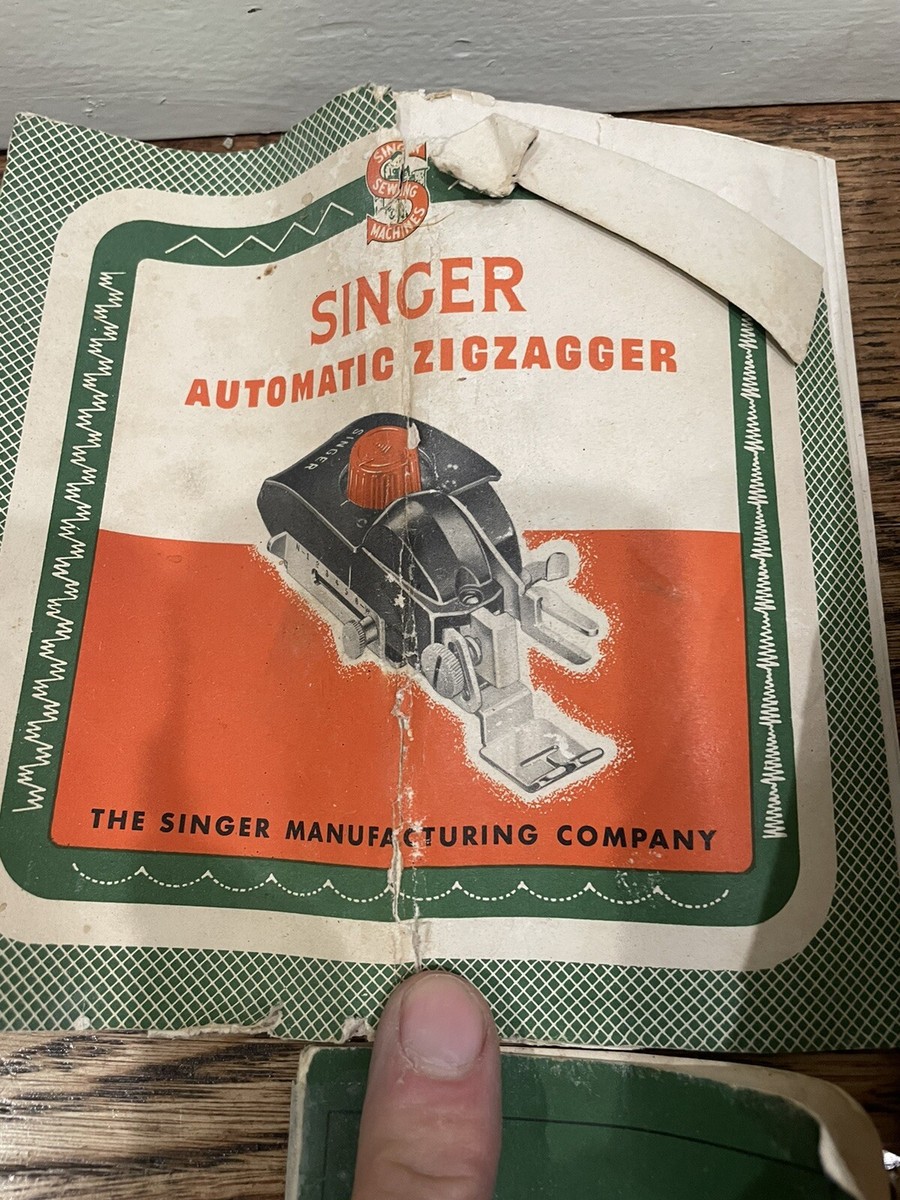 SINGER
SEWING
MACHINES
SINGER
AUTOMATIC ZIGZAGGER
SINGER
THE SINGER MANUFACTURING COMPANY